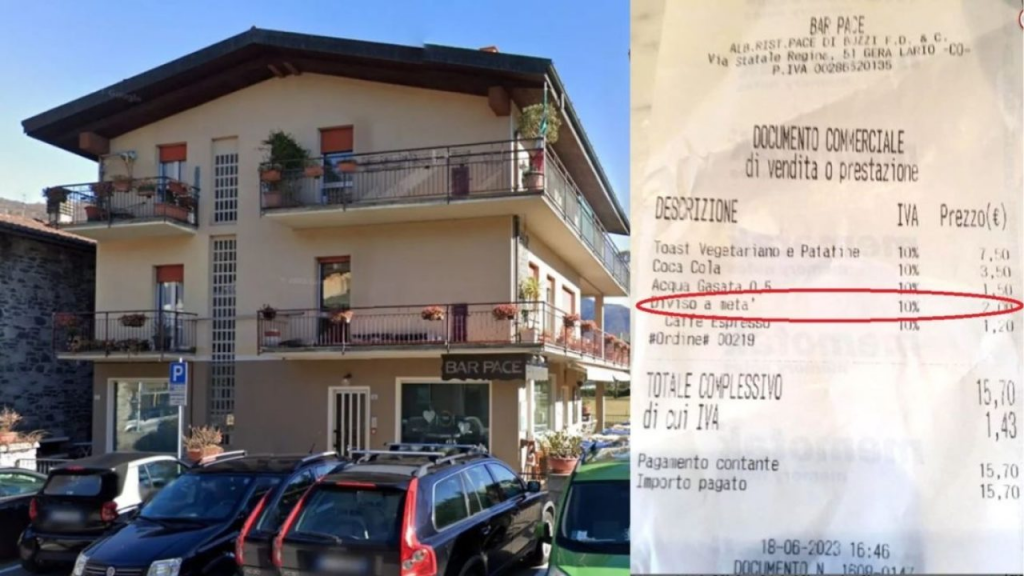 BAR PACE
P
BAR PACE
ALB.RIST.PACE DI BOZZI F.D. & C.
Via Statale Regina, 51 GERA LARIO -CO-
P.IVA 00286520135
DOCUMENTO COMMERCIALE
di vendita o prestazione
DESCRIZIONE IVA Prezzo(€)
Toast Vegetariano e Patatine 10% 7,50
Coca Cola 10% 3,50
Acqua Gasata 0,5 10% 1,50
Diviso a meta' 10% 2,00
Caffe Espresso 10% 1,20
#Ordine# 00219
TOTALE COMPLESSIVO 15,70
di cui IVA 1,43
Pagamento contante 15,70
Importo pagato 15,70
18-06-2023 16:46
DOCUMENTO N. 1608-0147